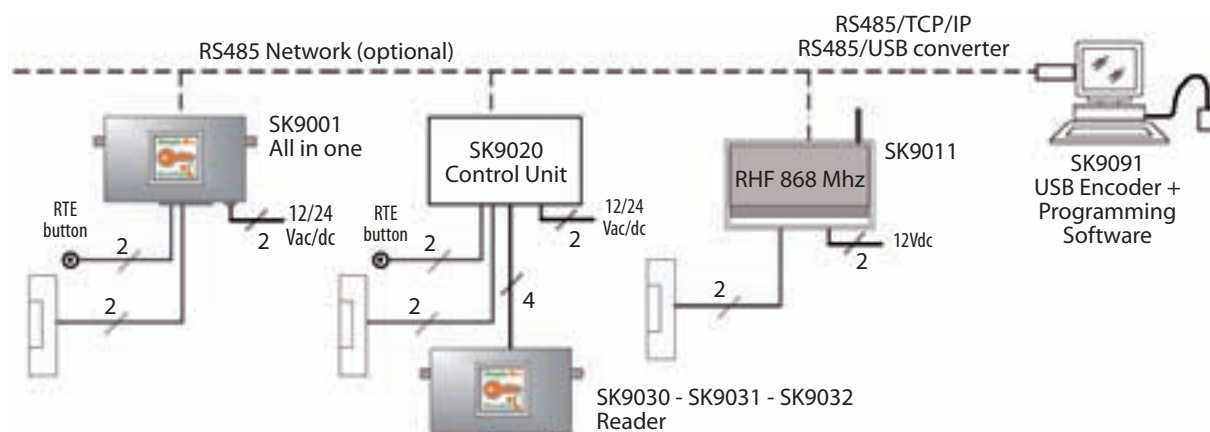 RS485/TCP/IP
RS485/USB converter
RS485 Network (optional)
SK9001
All in one
SK9020
Control Unit
SK9011
RHF 868 Mhz
SK9091
USB Encoder +
Programming
Software
RTE
button
2
2
12/24
Vac/dc
2
RTE
button
2
2
4
12/24
Vac/dc
2
2
12Vdc
2
SK9030 - SK9031 - SK9032
Reader